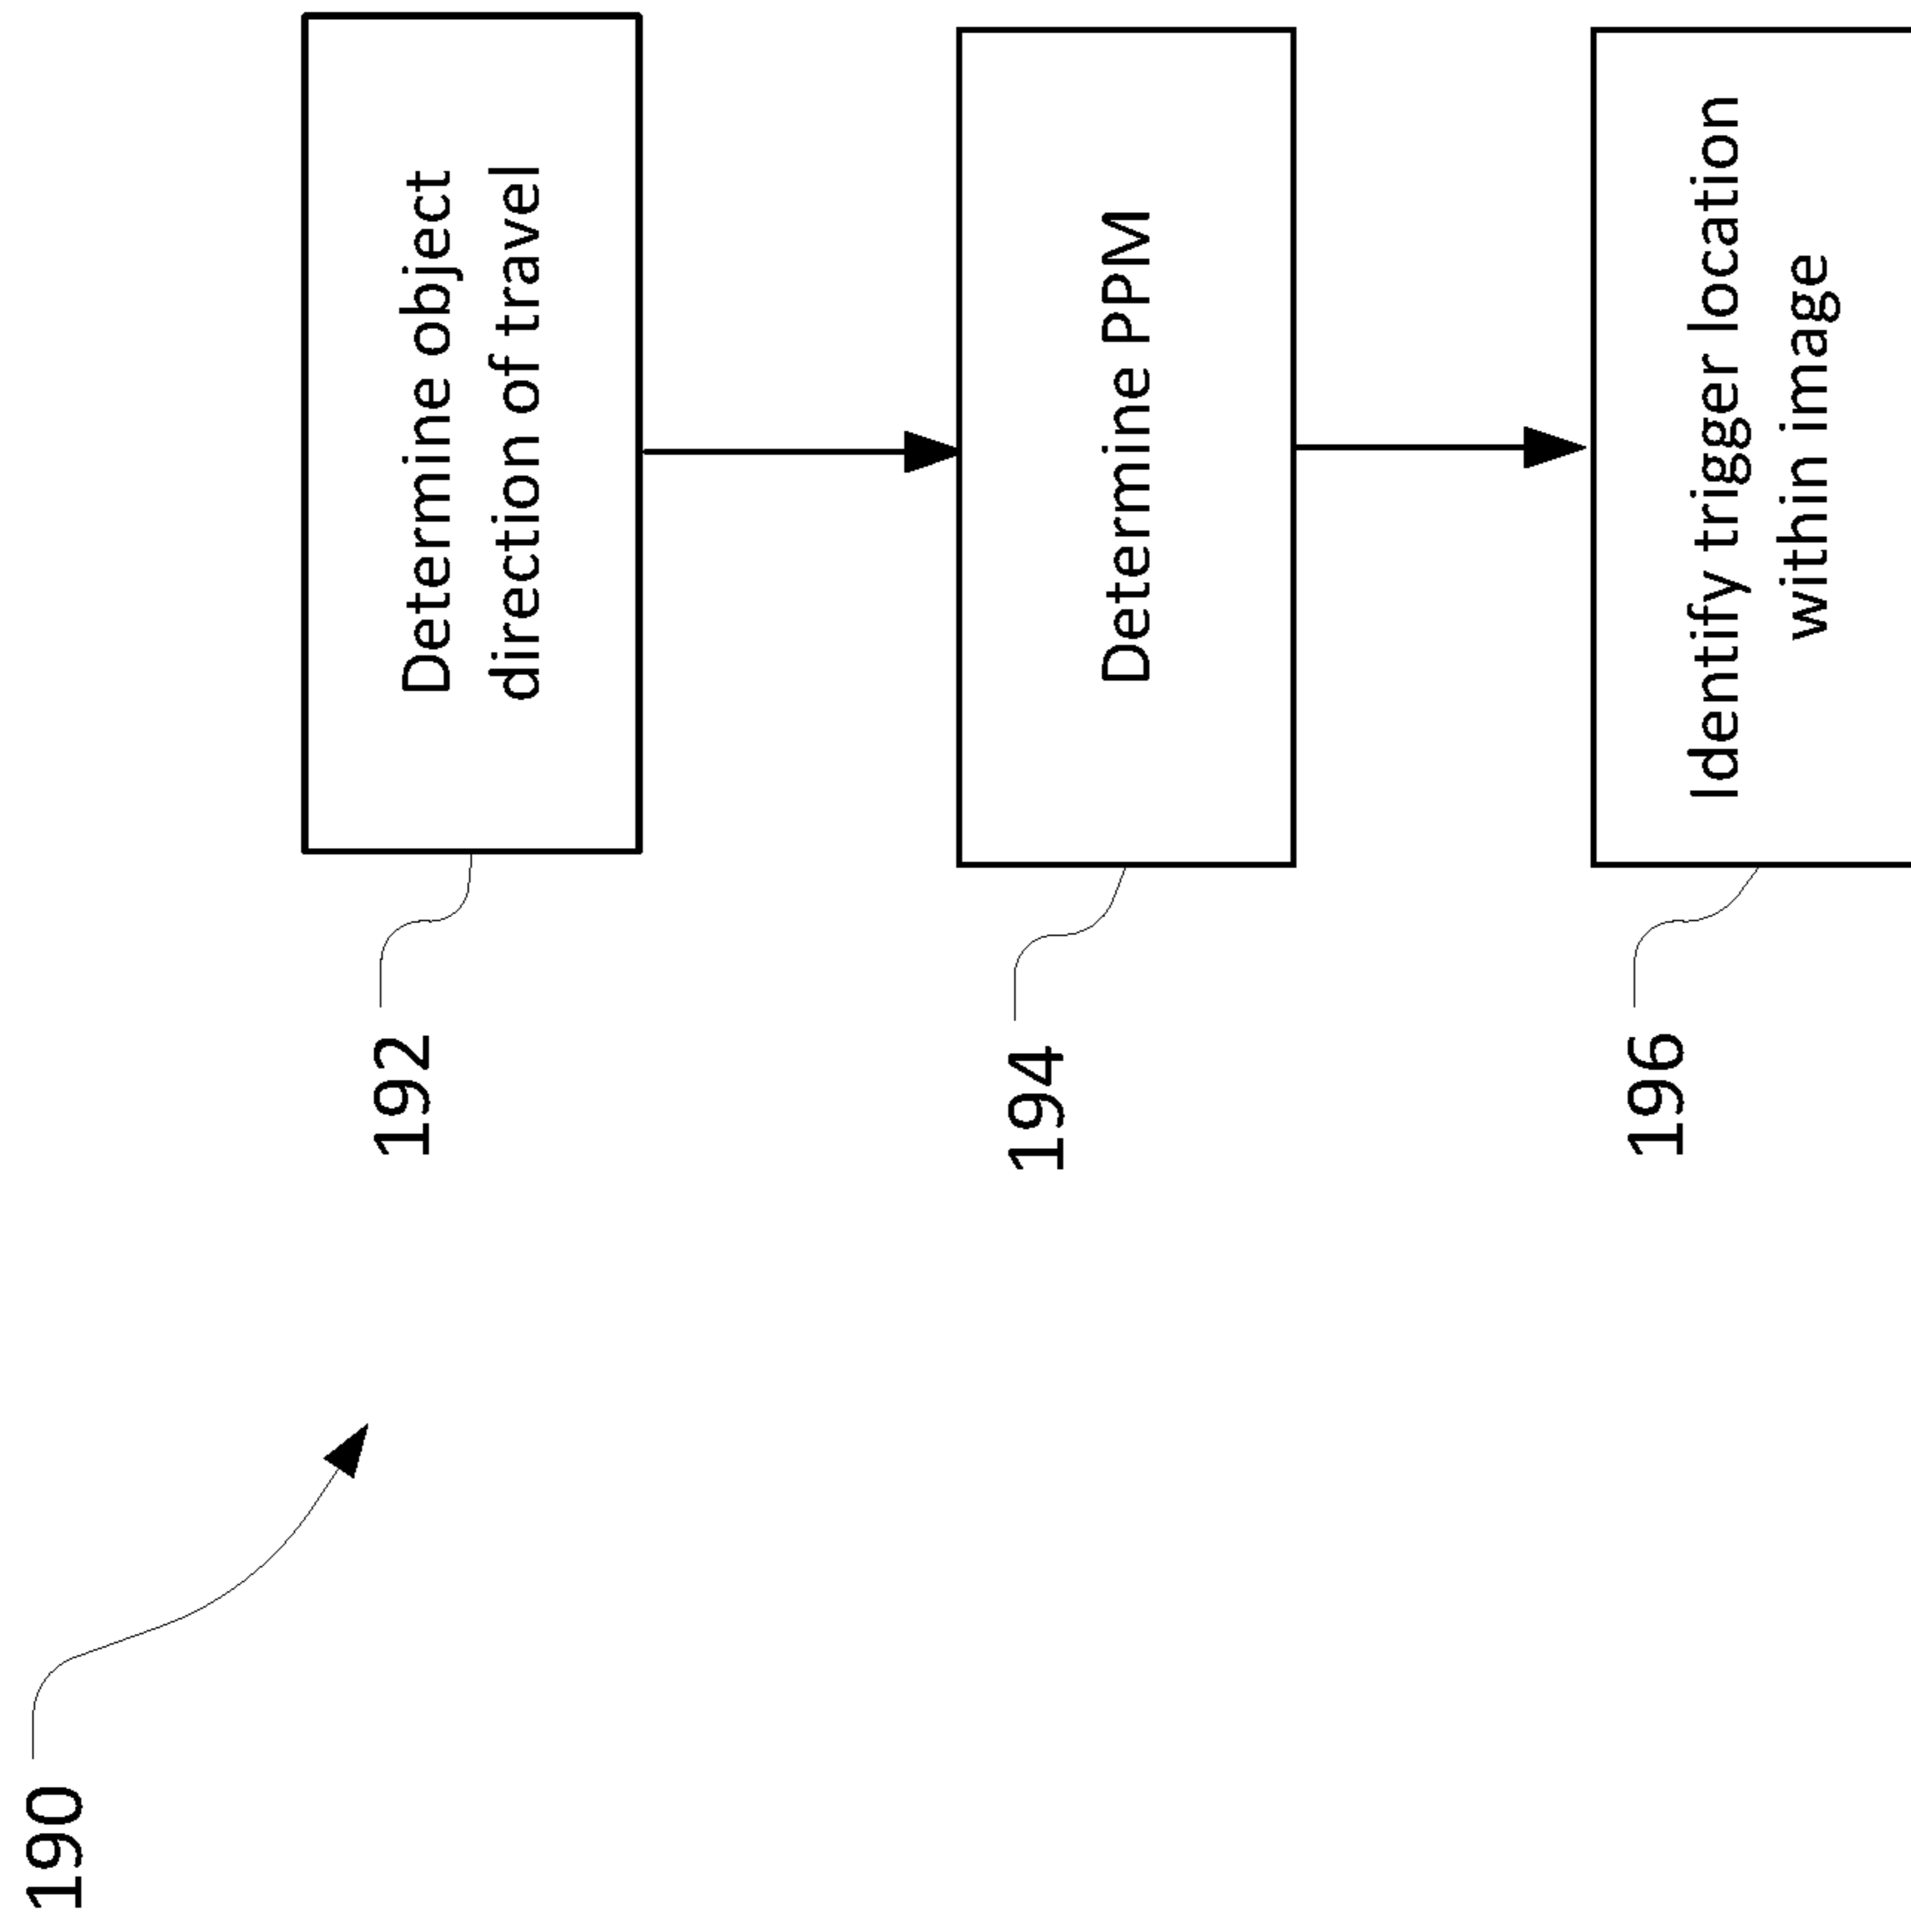 190
192
Determine object
direction of travel
194
Determine PPM
196
Identify trigger location
within image